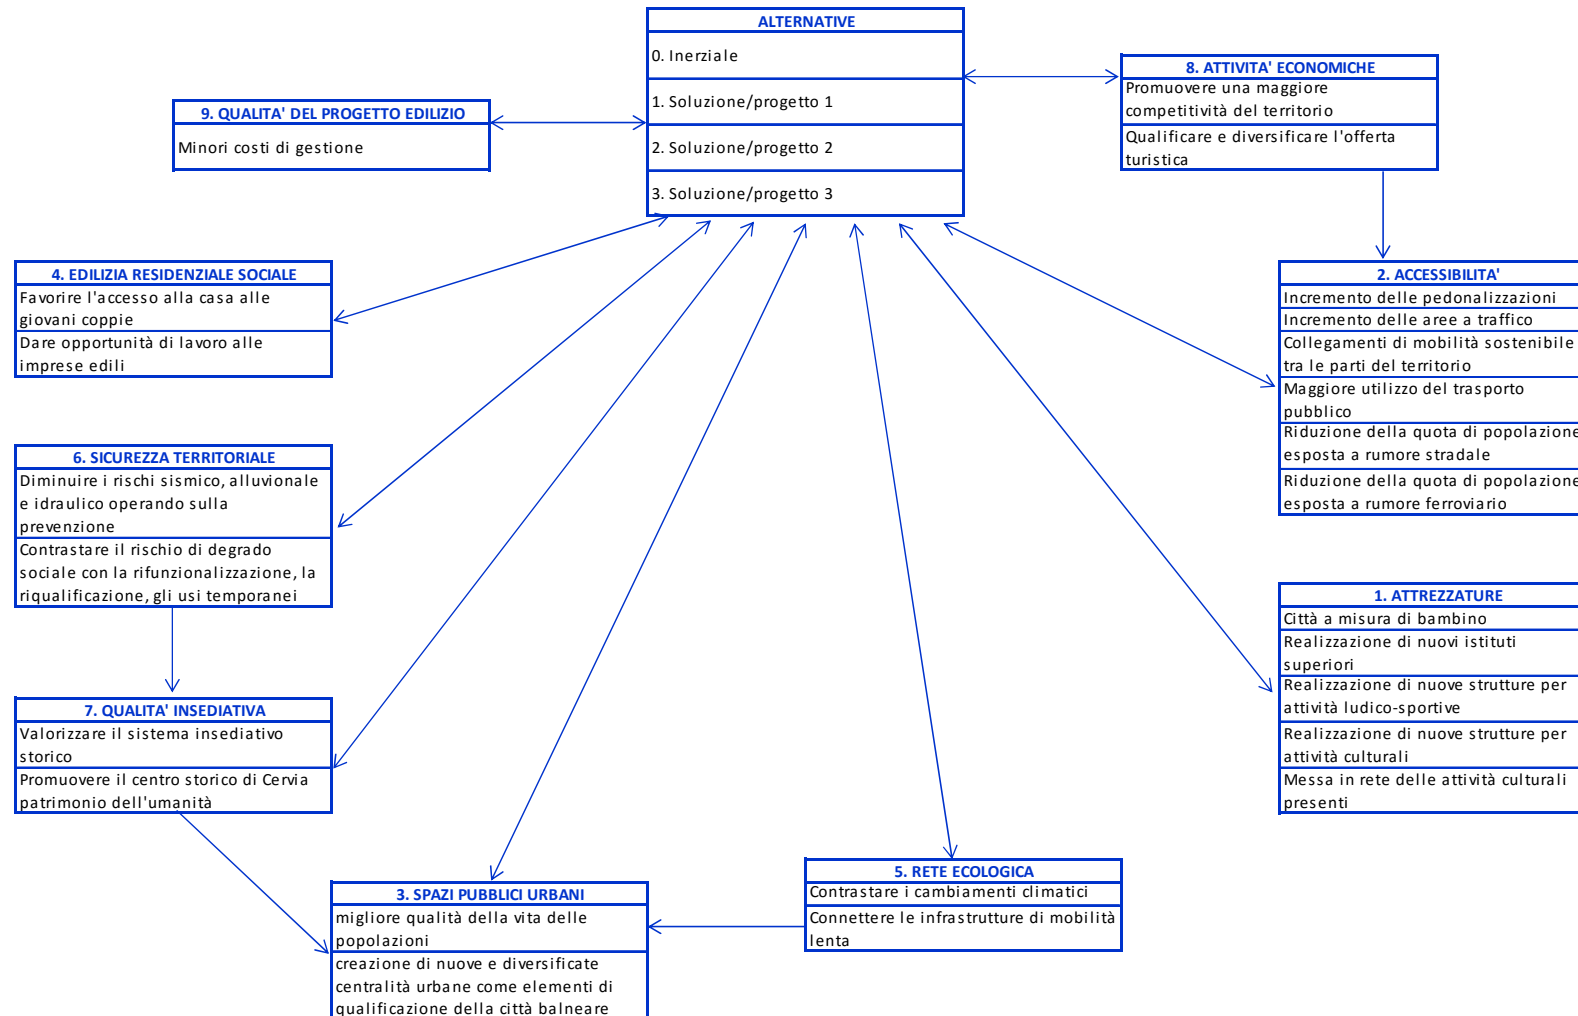 ALTERNATIVE
0. Inerziale
1. Soluzione/progetto 1
2. Soluzione/progetto 2
3. Soluzione/progetto 3
8. ATTIVITA' ECONOMICHE
Promuovere una maggiore
competitività del territorio
Qualificare e diversificare l'offerta
turistica
9. QUALITA' DEL PROGETTO EDILIZIO
Minori costi di gestione
4. EDILIZIA RESIDENZIALE SOCIALE
Favorire l'accesso alla casa alle
giovani coppie
Dare opportunità di lavoro alle
imprese edili
2. ACCESSIBILITA'
Incremento delle pedonalizzazioni
Incremento delle aree a traffico
Collegamenti di mobilità sostenibile
tra le parti del territorio
Maggiore utilizzo del trasporto
pubblico
Riduzione della quota di popolazione
esposta a rumore stradale
Riduzione della quota di popolazione
esposta a rumore ferroviario
6. SICUREZZA TERRITORIALE
Diminuire i rischi sismico, alluvionale
e idraulico operando sulla
prevenzione
Contrastare il rischio di degrado
sociale con la rifunzionalizzazione, la
riqualificazione, gli usi temporanei
1. ATTREZZATURE
Città a misura di bambino
Realizzazione di nuovi istituti
superiori
Realizzazione di nuove strutture per
attività ludico-sportive
Realizzazione di nuove strutture per
attività culturali
Messa in rete delle attività culturali
presenti
7. QUALITA' INSEDIATIVA
Valorizzare il sistema insediativo
storico
Promuovere il centro storico di Cervia
patrimonio dell'umanità
5. RETE ECOLOGICA
Contrastare i cambiamenti climatici
Connettere le infrastrutture di mobilità
lenta
3. SPAZI PUBBLICI URBANI
migliore qualità della vita delle
popolazioni
creazione di nuove e diversificate
centralità urbane come elementi di
qualificazione della città balneare